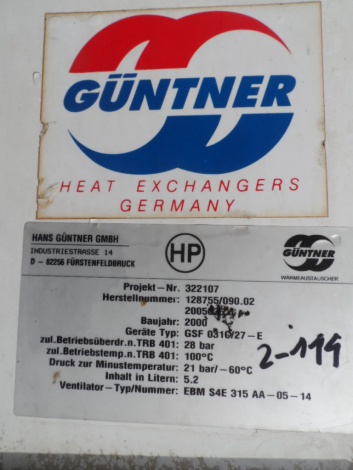 GÜNTNER
HEAT EXCHANGERS
GERMANY
HANS GÜNTNER GMBH
INDUSTRIESTRASSE 14
D - 82256 FÜRSTENFELDBRUCK
HP
GÜNTNER
WÄRMEAUSTAUSCHER
Projekt-Nr. 322107
Herstellnummer: 128755/090.02
Baujahr: 2000
Geräte Typ: GSF 031C/27-E
zul.Betriebsüberdr.n.TRB 401: 28 bar
zul.Betriebstemp.n.TRB 401: 100°C
Druck zur Minustemperatur: 21 bar/-60°C
Inhalt in Litern: 5.2
Ventilator-Typ/Nummer: EBM S4E 315 AA-05-14
2-199